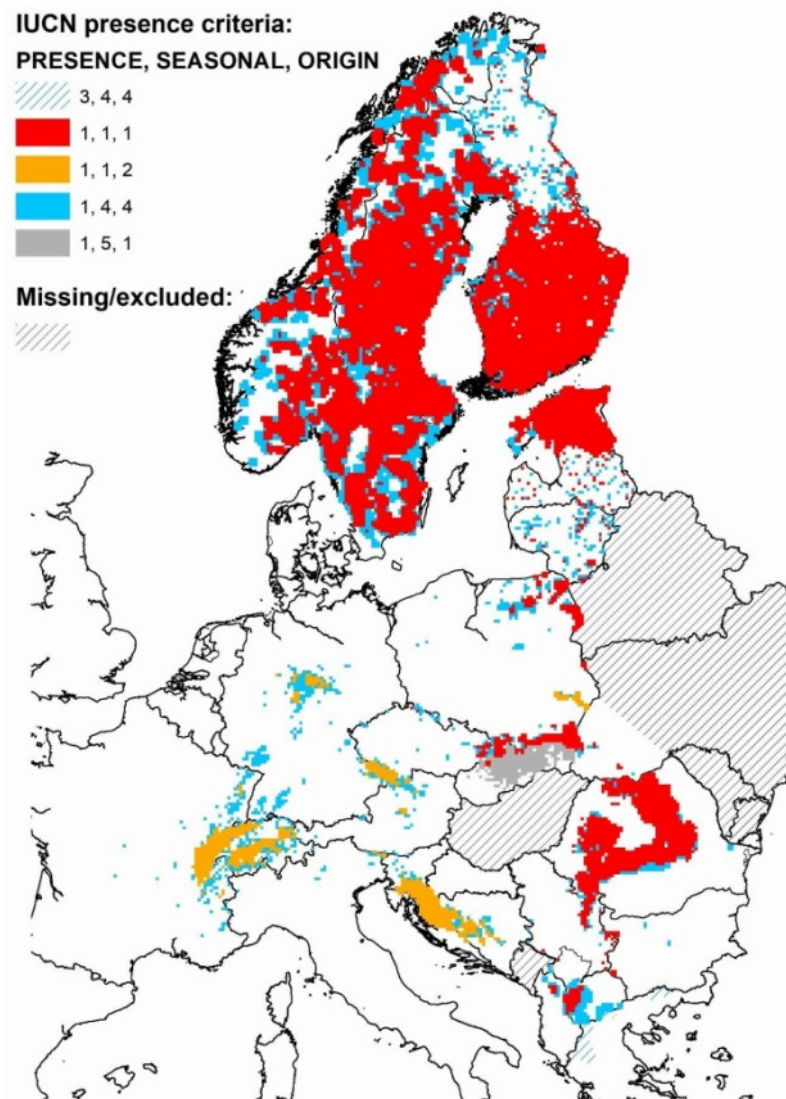 IUCN presence criteria:
PRESENCE, SEASONAL, ORIGIN
3, 4, 4
1, 1, 1
1, 1, 2
1, 4, 4
1, 5, 1
Missing/excluded: